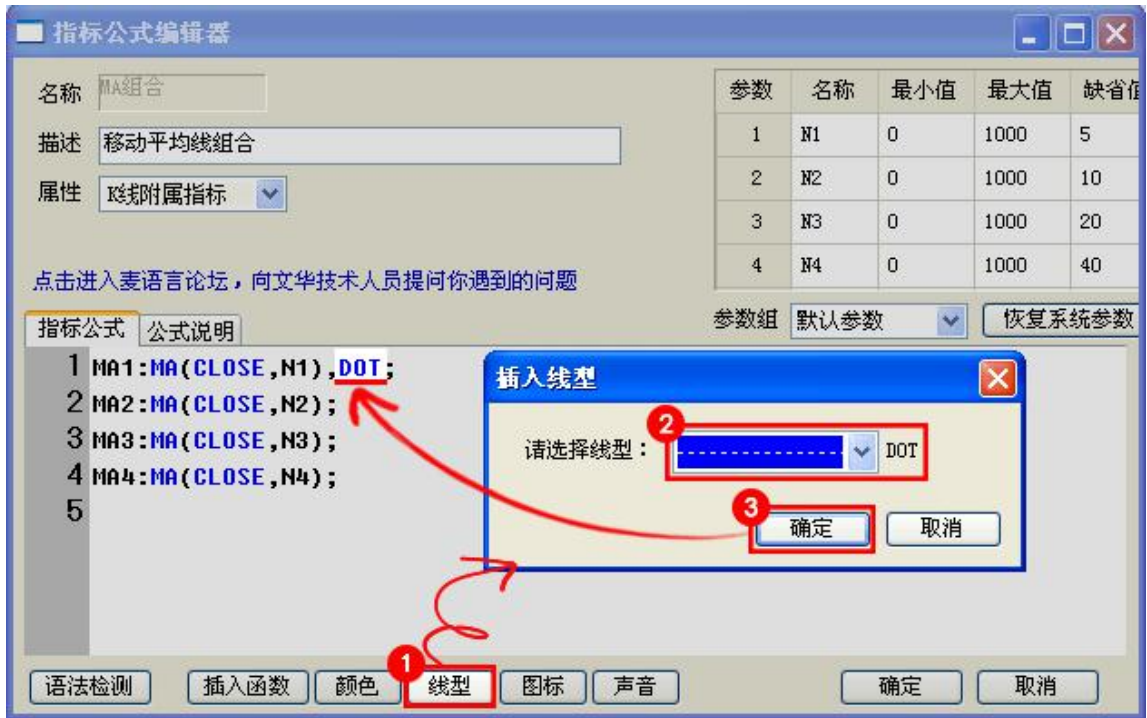 指标公式编辑器
名称 MA组合
描述 移动平均线组合
属性 K线附属指标
点击进入麦语言论坛，向文华技术人员提问你遇到的问题
参数 名称 最小值 最大值 缺省值
1 N1 0 1000 5
2 N2 0 1000 10
3 N3 0 1000 20
4 N4 0 1000 40
参数组 默认参数 恢复系统参数
指标公式 公式说明
1 MA1:MA(CLOSE,N1),DOT;
2 MA2:MA(CLOSE,N2);
3 MA3:MA(CLOSE,N3);
4 MA4:MA(CLOSE,N4);
5
插入线型
请选择线型： 2 DOT
3 确定 取消
1
语法检测 插入函数 颜色 线型 图标 声音 确定 取消